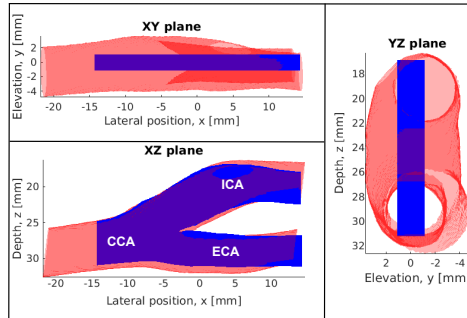 XY plane
Elevation, y [mm]
2
0
-2
-4
-20 -15 -10 -5 0 5 10
Lateral position, x [mm]
XZ plane
Depth, z [mm]
20
25
30
ICA
CCA
ECA
-20 -15 -10 -5 0 5 10
Lateral position, x [mm]
YZ plane
Depth, z [mm]
18
20
22
24
26
28
30
32
2 0 -2 -4
Elevation, y [mm]